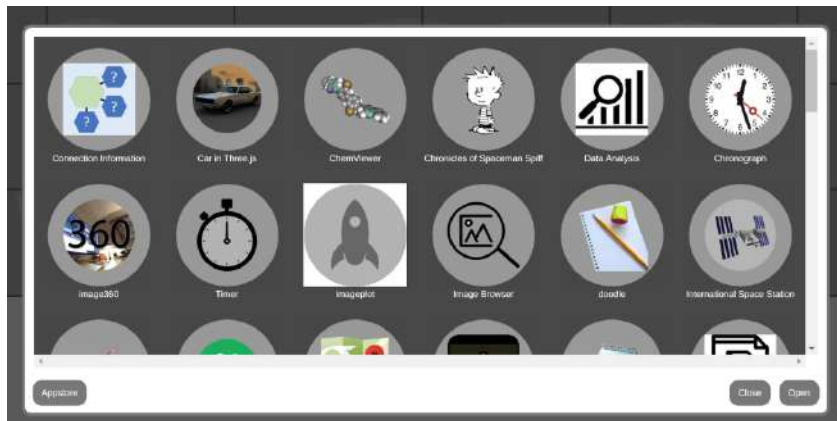 ? ? ?
Connection Information
Car in Three.js
ChemViewer
Chronicles of Spaceman Spiff
Data Analysis
Chronograph
360
image360
Timer
imageplot
Image Browser
doodle
International Space Station
Appstore
Close
Open